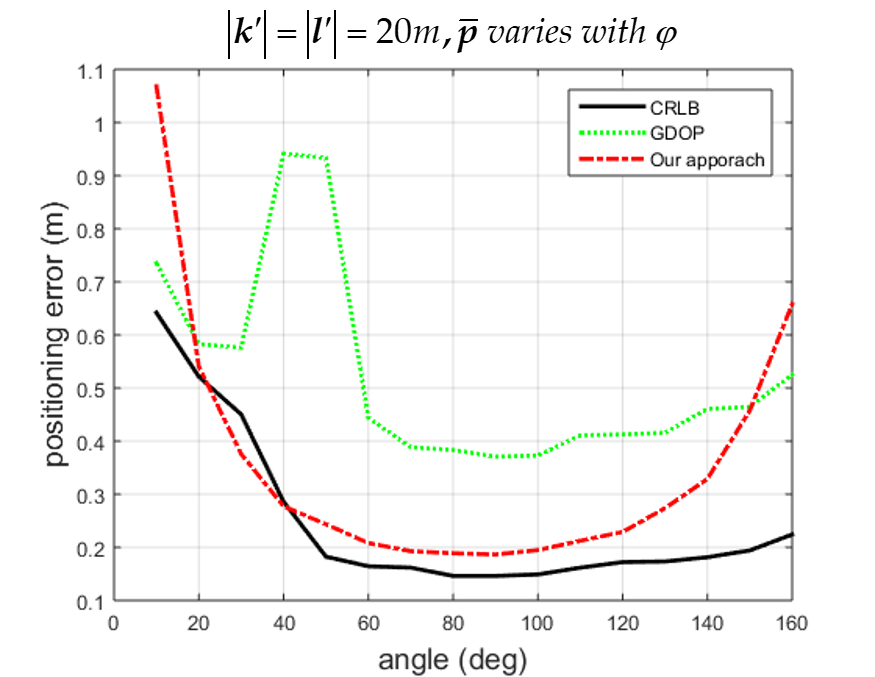 |k′| = |l′| = 20m, p̅ varies with φ
1.1
1
0.9
0.8
0.7
0.6
0.5
0.4
0.3
0.2
0.1
positioning error (m)
CRLB
GDOP
Our apporach
0 20 40 60 80 100 120 140 160
angle (deg)